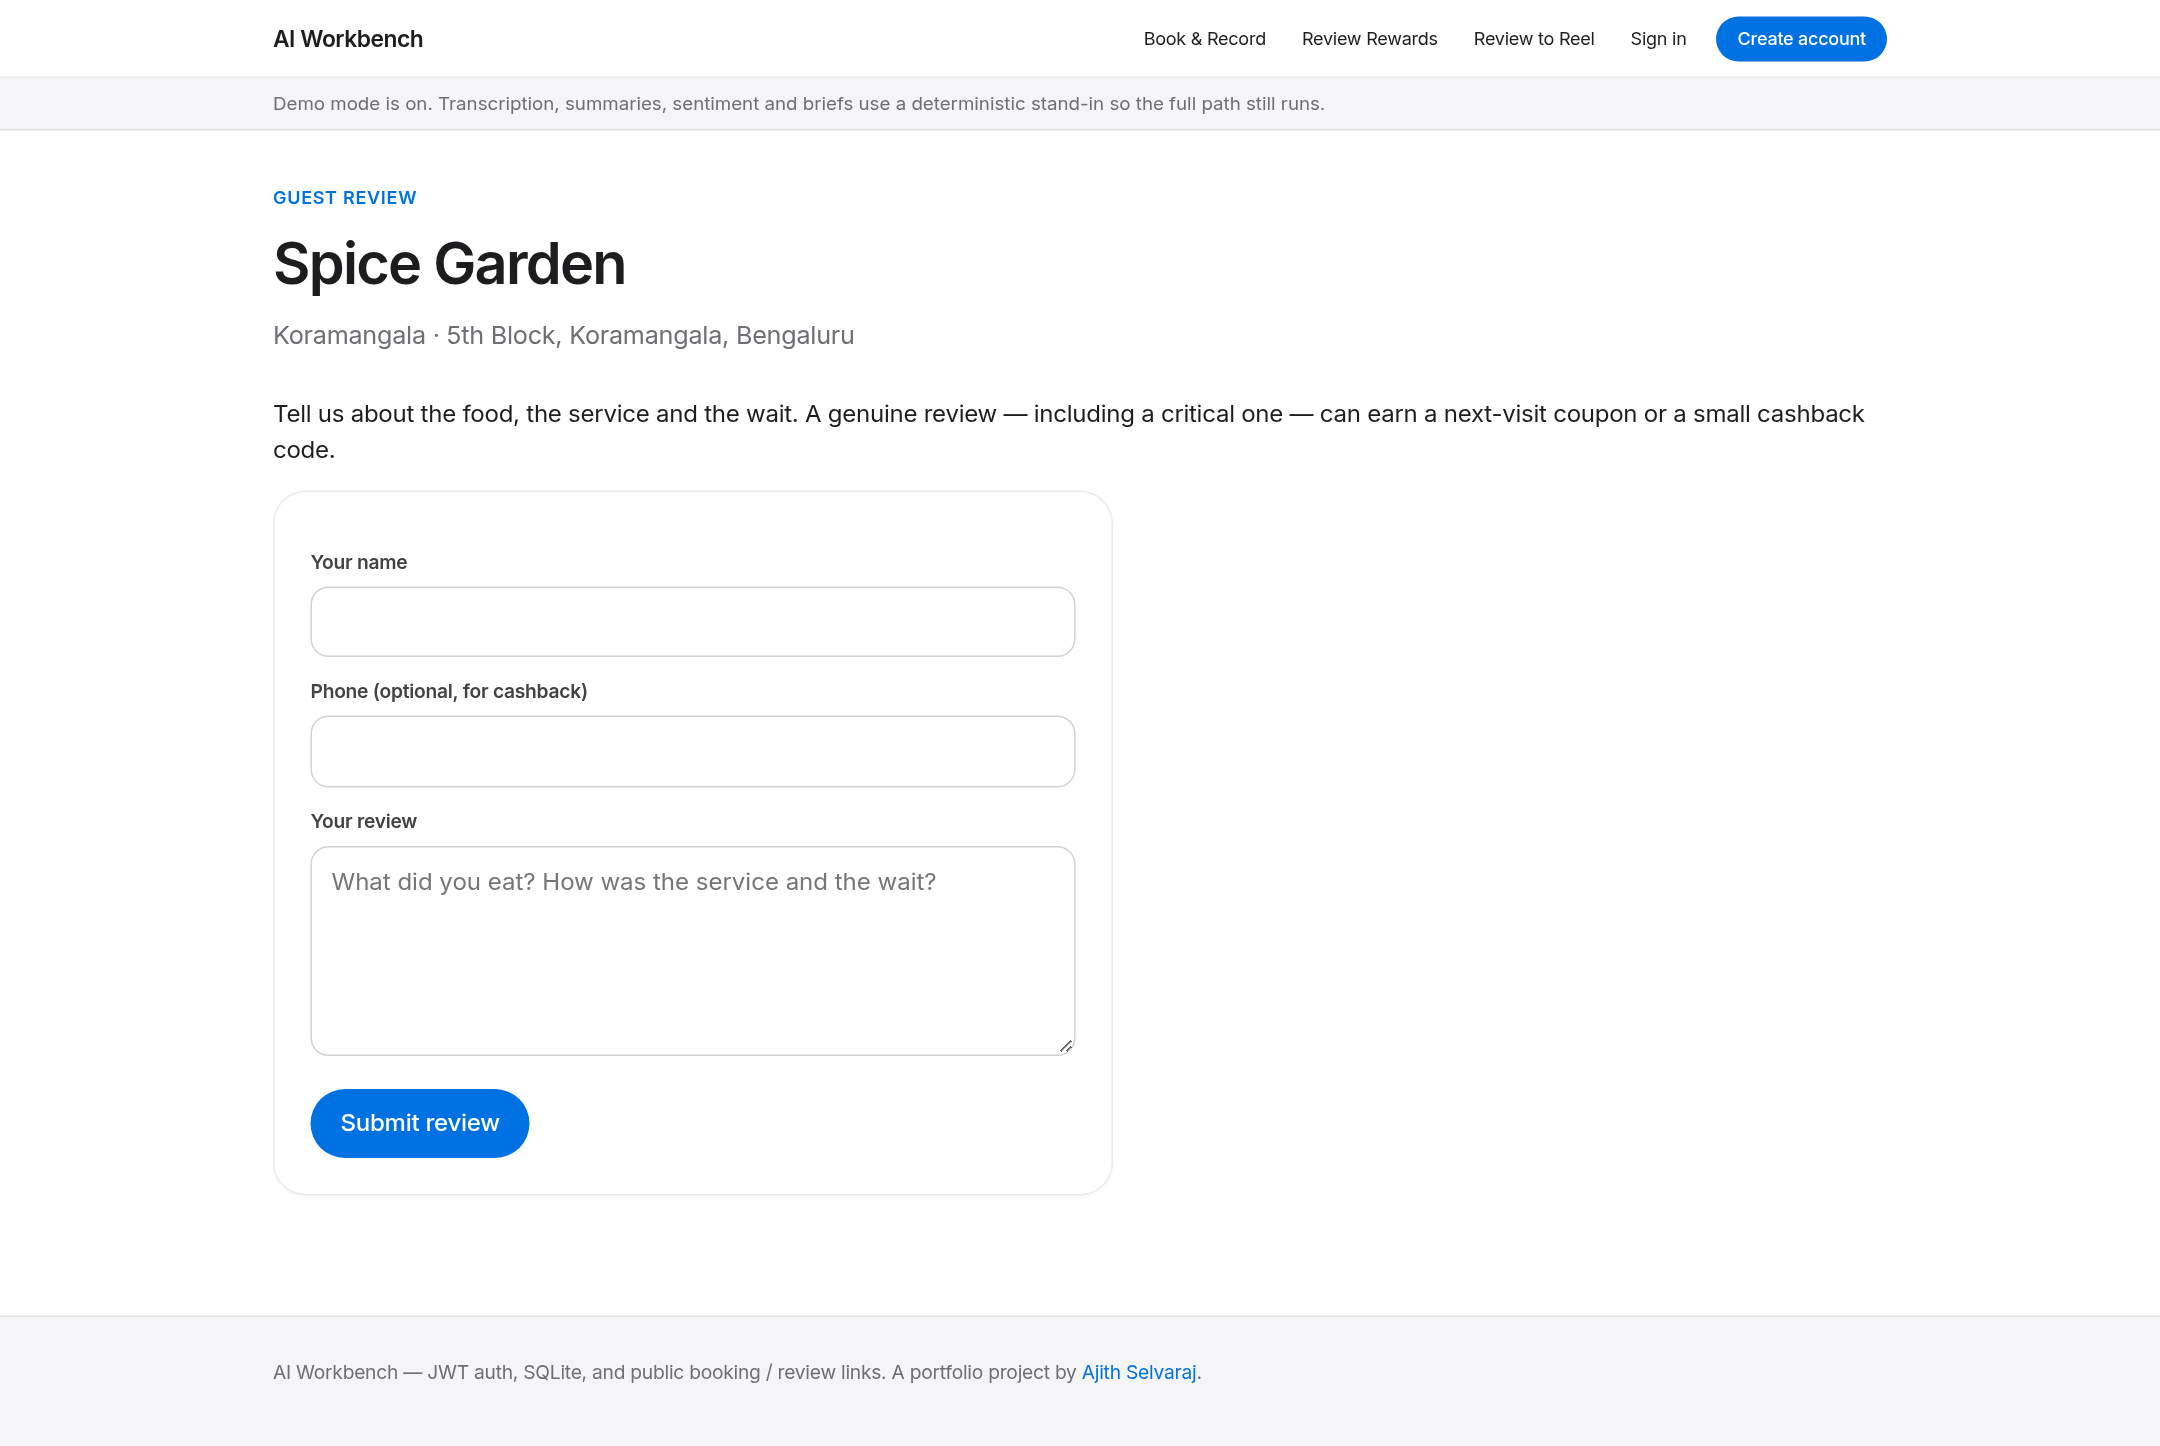 AI Workbench
Book & Record
Review Rewards
Review to Reel
Sign in
Create account
Demo mode is on. Transcription, summaries, sentiment and briefs use a deterministic stand-in so the full path still runs.
GUEST REVIEW
Spice Garden
Koramangala · 5th Block, Koramangala, Bengaluru
Tell us about the food, the service and the wait. A genuine review — including a critical one — can earn a next-visit coupon or a small cashback
code.
Your name
Phone (optional, for cashback)
Your review
What did you eat? How was the service and the wait?
Submit review
AI Workbench — JWT auth, SQLite, and public booking / review links. A portfolio project by Ajith Selvaraj.